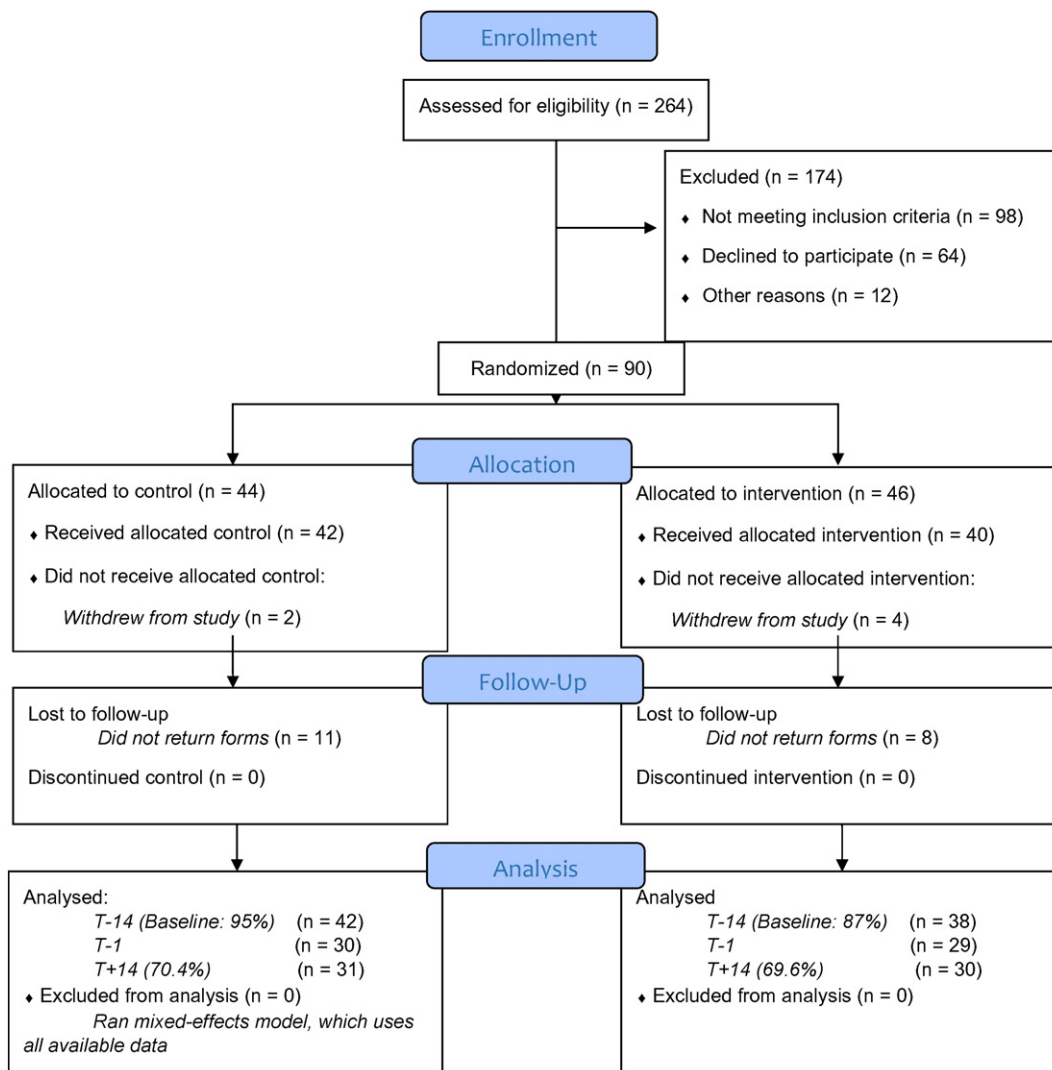 Enrollment
Assessed for eligibility (n = 264)
Excluded (n = 174)
♦ Not meeting inclusion criteria (n = 98)
♦ Declined to participate (n = 64)
♦ Other reasons (n = 12)
Randomized (n = 90)
Allocation
Allocated to control (n = 44)
♦ Received allocated control (n = 42)
♦ Did not receive allocated control:
Withdrew from study (n = 2)
Allocated to intervention (n = 46)
♦ Received allocated intervention (n = 40)
♦ Did not receive allocated intervention:
Withdrew from study (n = 4)
Follow-Up
Lost to follow-up
Did not return forms (n = 11)
Discontinued control (n = 0)
Lost to follow-up
Did not return forms (n = 8)
Discontinued intervention (n = 0)
Analysis
Analysed:
T-14 (Baseline: 95%) (n = 42)
T-1 (n = 30)
T+14 (70.4%) (n = 31)
♦ Excluded from analysis (n = 0)
Ran mixed-effects model, which uses
all available data
Analysed
T-14 (Baseline: 87%) (n = 38)
T-1 (n = 29)
T+14 (69.6%) (n = 30)
♦ Excluded from analysis (n = 0)